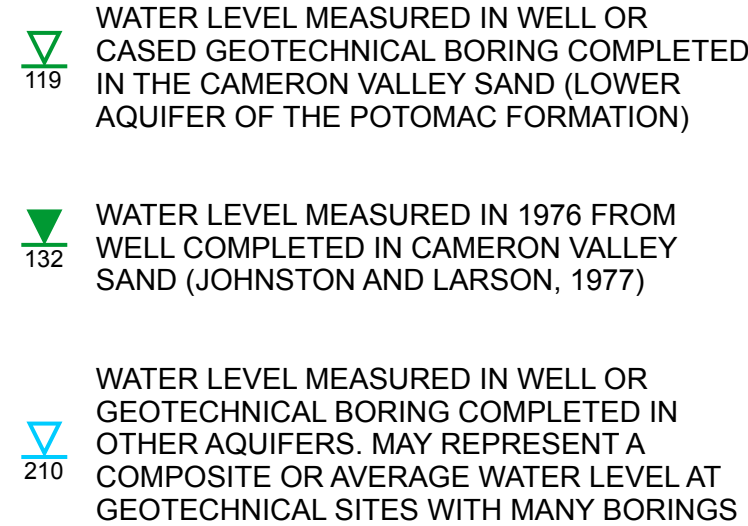 WATER LEVEL MEASURED IN WELL OR
CASED GEOTECHNICAL BORING COMPLETED
119 IN THE CAMERON VALLEY SAND (LOWER
AQUIFER OF THE POTOMAC FORMATION)
WATER LEVEL MEASURED IN 1976 FROM
WELL COMPLETED IN CAMERON VALLEY
132 SAND (JOHNSTON AND LARSON, 1977)
WATER LEVEL MEASURED IN WELL OR
GEOTECHNICAL BORING COMPLETED IN
OTHER AQUIFERS. MAY REPRESENT A
210 COMPOSITE OR AVERAGE WATER LEVEL AT
GEOTECHNICAL SITES WITH MANY BORINGS